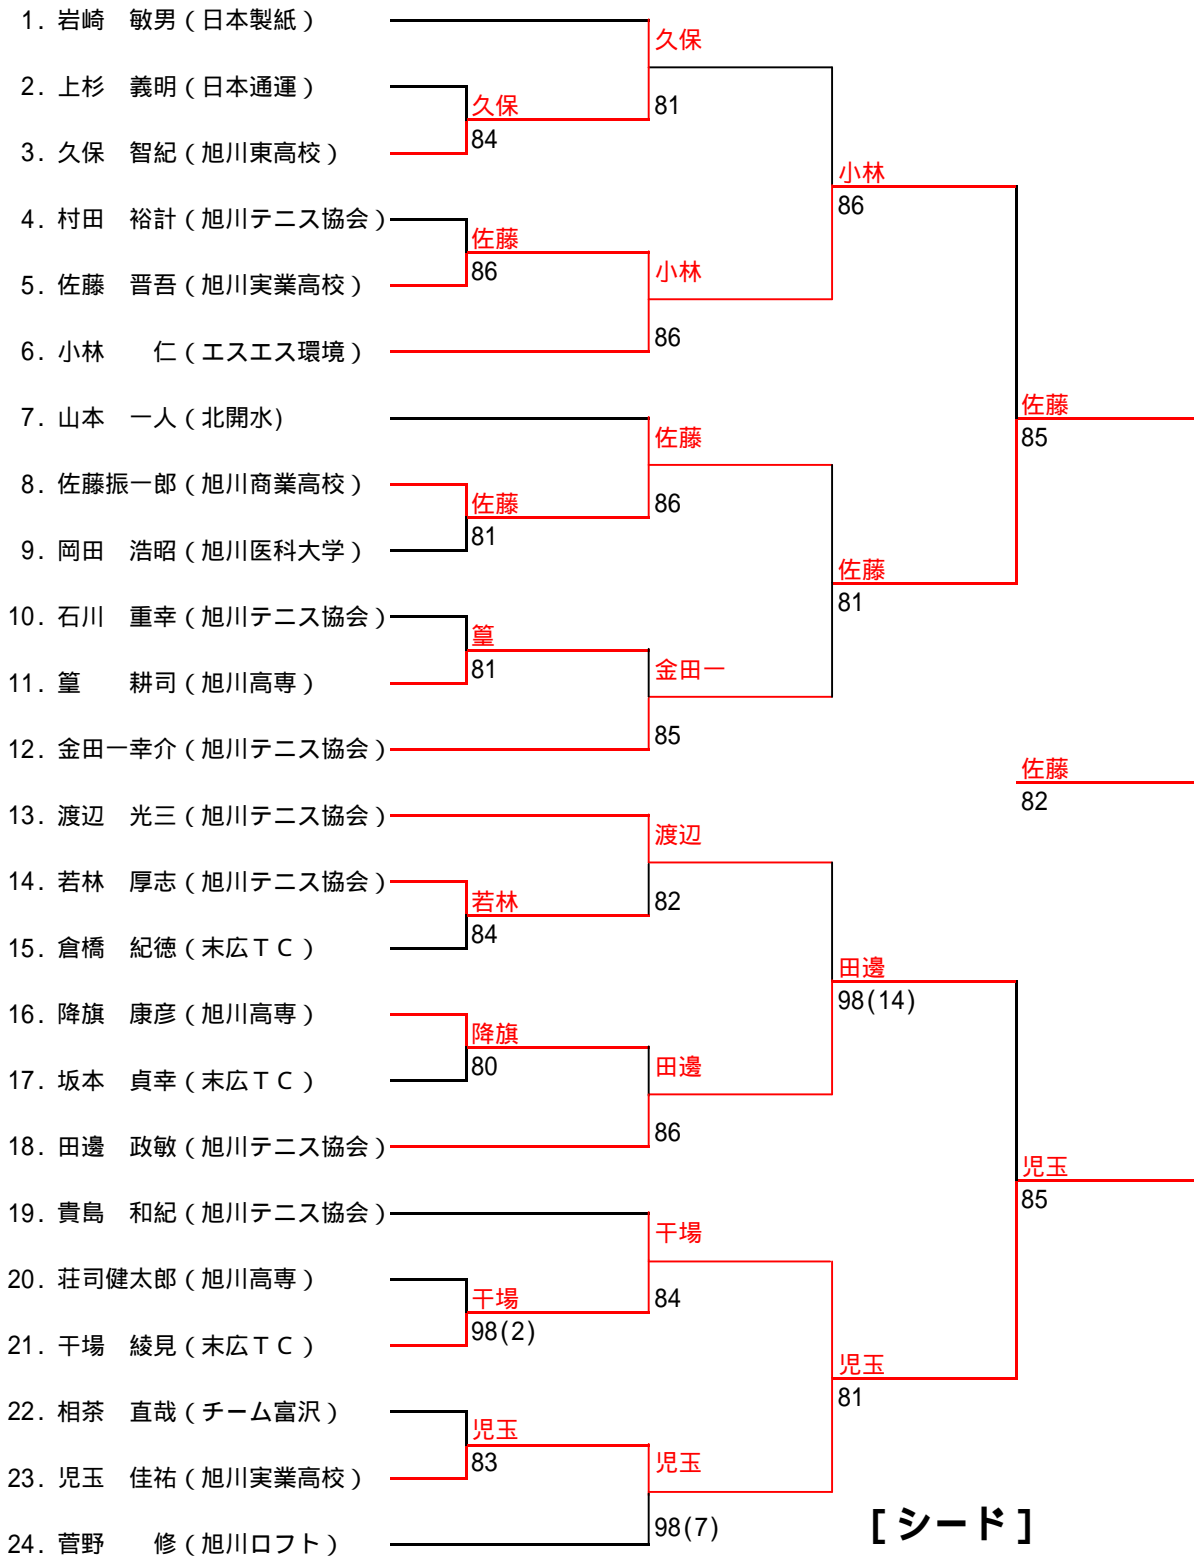 1. 岩崎　敏男（日本製紙）
久保
2. 上杉　義明（日本通運）
久保
81
84
3. 久保　智紀（旭川東高校）
小林
86
4. 村田　裕計（旭川テニス協会）
佐藤
86
小林
5. 佐藤　晋吾（旭川実業高校）
86
6. 小林　　仁（エスエス環境）
佐藤
85
7. 山本　一人（北開水)
佐藤
8. 佐藤振一郎（旭川商業高校）
佐藤
86
81
9. 岡田　浩昭（旭川医科大学）
佐藤
81
10. 石川　重幸（旭川テニス協会）
篁
81
金田一
11. 篁　　耕司（旭川高専）
85
12. 金田一幸介（旭川テニス協会）
佐藤
82
13. 渡辺　光三（旭川テニス協会）
渡辺
14. 若林　厚志（旭川テニス協会）
若林
82
84
15. 倉橋　紀徳（末広ＴＣ）
田邊
98(14)
16. 降旗　康彦（旭川高専）
降旗
80
田邊
17. 坂本　貞幸（末広ＴＣ）
86
18. 田邊　政敏（旭川テニス協会）
児玉
85
19. 貴島　和紀（旭川テニス協会）
干場
20. 荘司健太郎（旭川高専）
干場
84
98(2)
21. 干場　綾見（末広ＴＣ）
児玉
81
22. 相茶　直哉（チーム富沢）
児玉
83
児玉
23. 児玉　佳祐（旭川実業高校）
98(7)
[シード]
24. 菅野　　修（旭川ロフト）